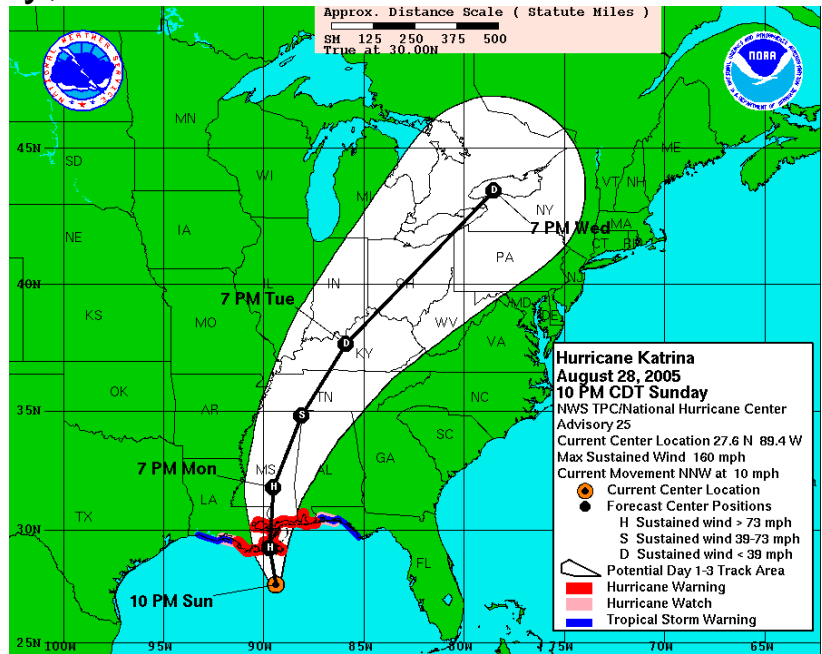 Approx. Distance Scale ( Statute Miles )
SM 125 250 375 500
True at 30.00N
NATIONAL WEATHER SERVICE
NOAA
MN
ME
45N
SD
WI
VT
NH
MI
NY
MA
NE
IA
7 PM Wed
CT
RI
PA
NJ
40N
IL
IN
OH
7 PM Tue
MD
DE
KS
MO
WV
KY
VA
OK
TN
NC
35N
AR
SC
7 PM Mon
MS
AL
GA
LA
TX
30N
FL
10 PM Sun
25N
100W
95W
90W
85W
80W
75W
70W
65W
D
D
S
H
H
Hurricane Katrina
August 28, 2005
10 PM CDT Sunday
NWS TPC/National Hurricane Center
Advisory 25
Current Center Location 27.6 N 89.4 W
Max Sustained Wind 160 mph
Current Movement NNW at 10 mph
Current Center Location
Forecast Center Positions
H Sustained wind > 73 mph
S Sustained wind 39-73 mph
D Sustained wind < 39 mph
Potential Day 1-3 Track Area
Hurricane Warning
Hurricane Watch
Tropical Storm Warning